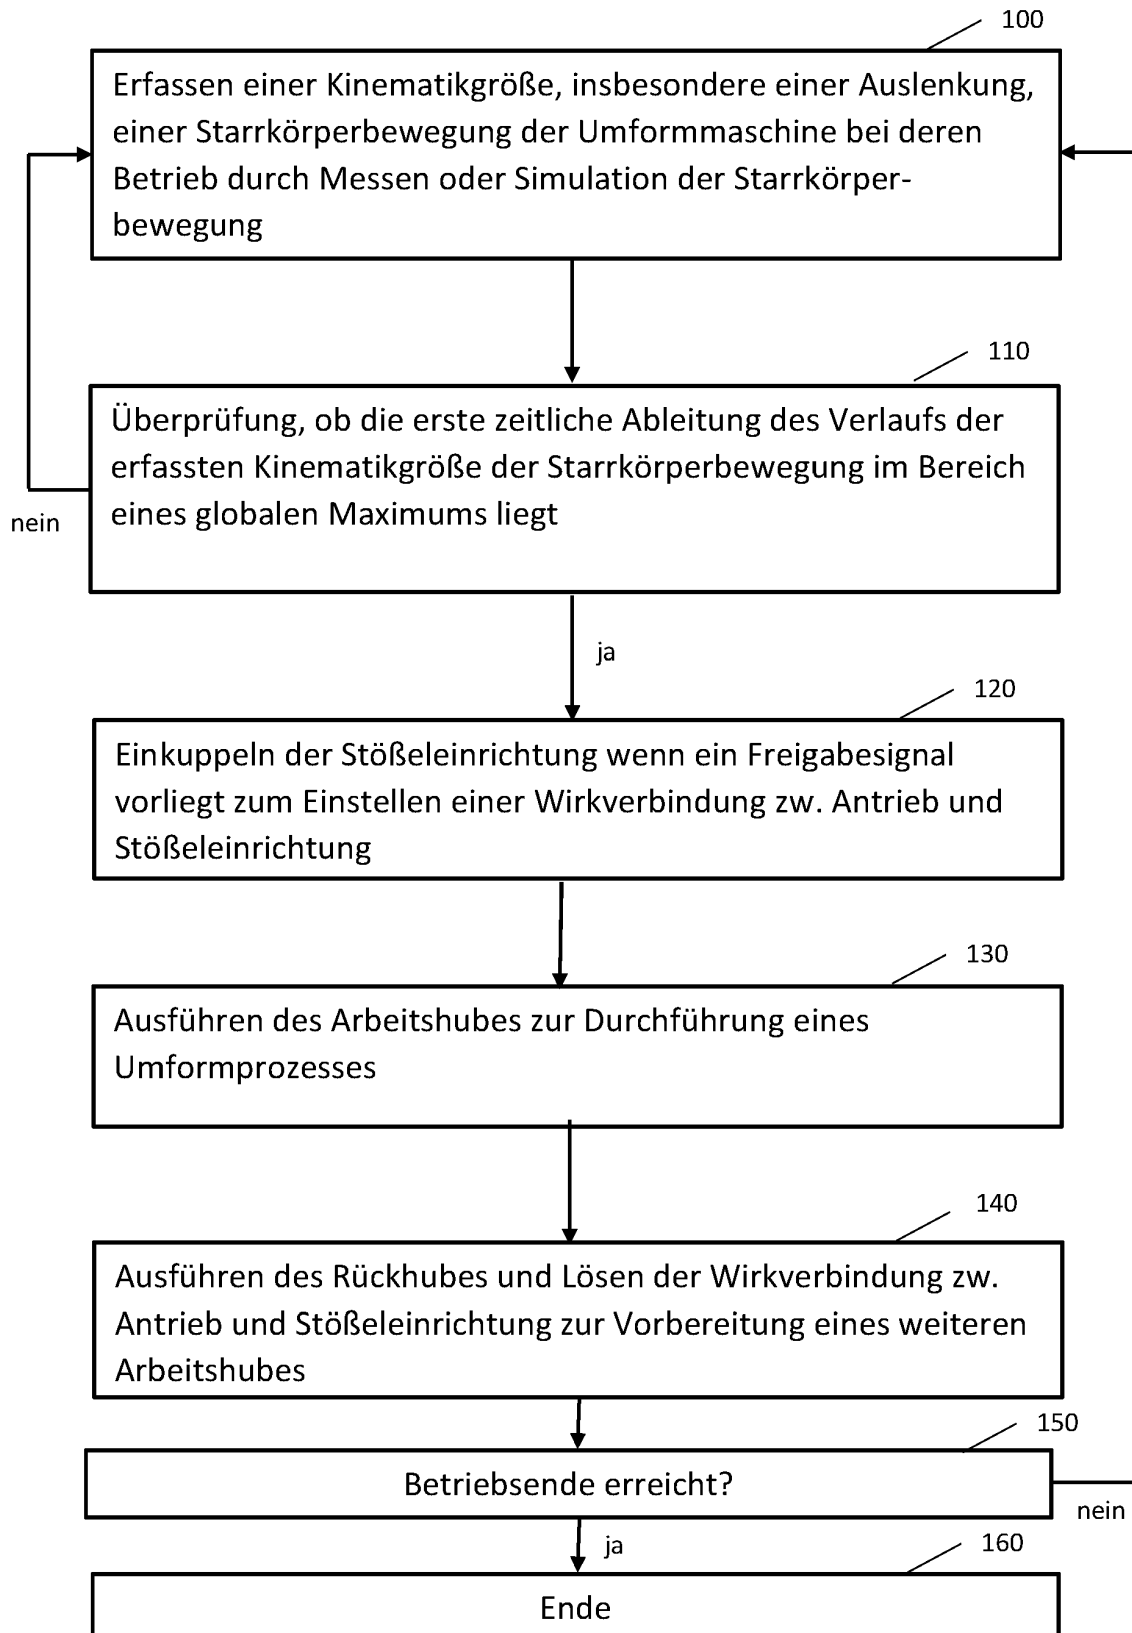 100
Erfassen einer Kinematikgröße, insbesondere einer Auslenkung,
einer Starrkörperbewegung der Umformmaschine bei deren
Betrieb durch Messen oder Simulation der Starrkörper-
bewegung
110
Überprüfung, ob die erste zeitliche Ableitung des Verlaufs der
erfassten Kinematikgröße der Starrkörperbewegung im Bereich
eines globalen Maximums liegt
nein
ja
120
Einkuppeln der Stößeleinrichtung wenn ein Freigabesignal
vorliegt zum Einstellen einer Wirkverbindung zw. Antrieb und
Stößeleinrichtung
130
Ausführen des Arbeitshubes zur Durchführung eines
Umformprozesses
140
Ausführen des Rückhubes und Lösen der Wirkverbindung zw.
Antrieb und Stößeleinrichtung zur Vorbereitung eines weiteren
Arbeitshubes
150
Betriebsende erreicht?
nein
ja
160
Ende